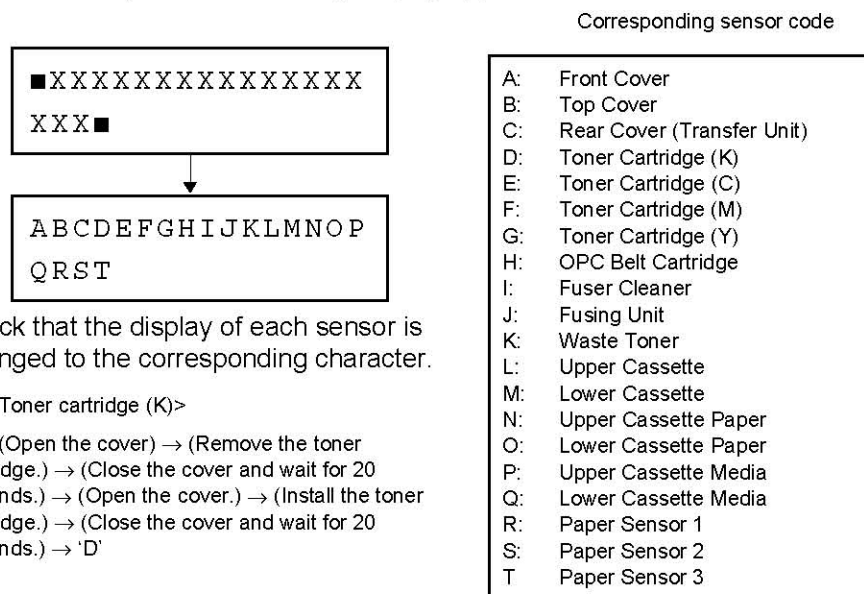 Corresponding sensor code
■XXXXXXXXXXXXXXX
XXX■
ABCDEFGHIJKLMNOP
QRST
ck that the display of each sensor is
nged to the corresponding character.
Toner cartridge (K)>
(Open the cover) → (Remove the toner
dge.) → (Close the cover and wait for 20
nds.) → (Open the cover.) → (Install the toner
dge.) → (Close the cover and wait for 20
nds.) → ‘D’
A: Front Cover
B: Top Cover
C: Rear Cover (Transfer Unit)
D: Toner Cartridge (K)
E: Toner Cartridge (C)
F: Toner Cartridge (M)
G: Toner Cartridge (Y)
H: OPC Belt Cartridge
I: Fuser Cleaner
J: Fusing Unit
K: Waste Toner
L: Upper Cassette
M: Lower Cassette
N: Upper Cassette Paper
O: Lower Cassette Paper
P: Upper Cassette Media
Q: Lower Cassette Media
R: Paper Sensor 1
S: Paper Sensor 2
T Paper Sensor 3